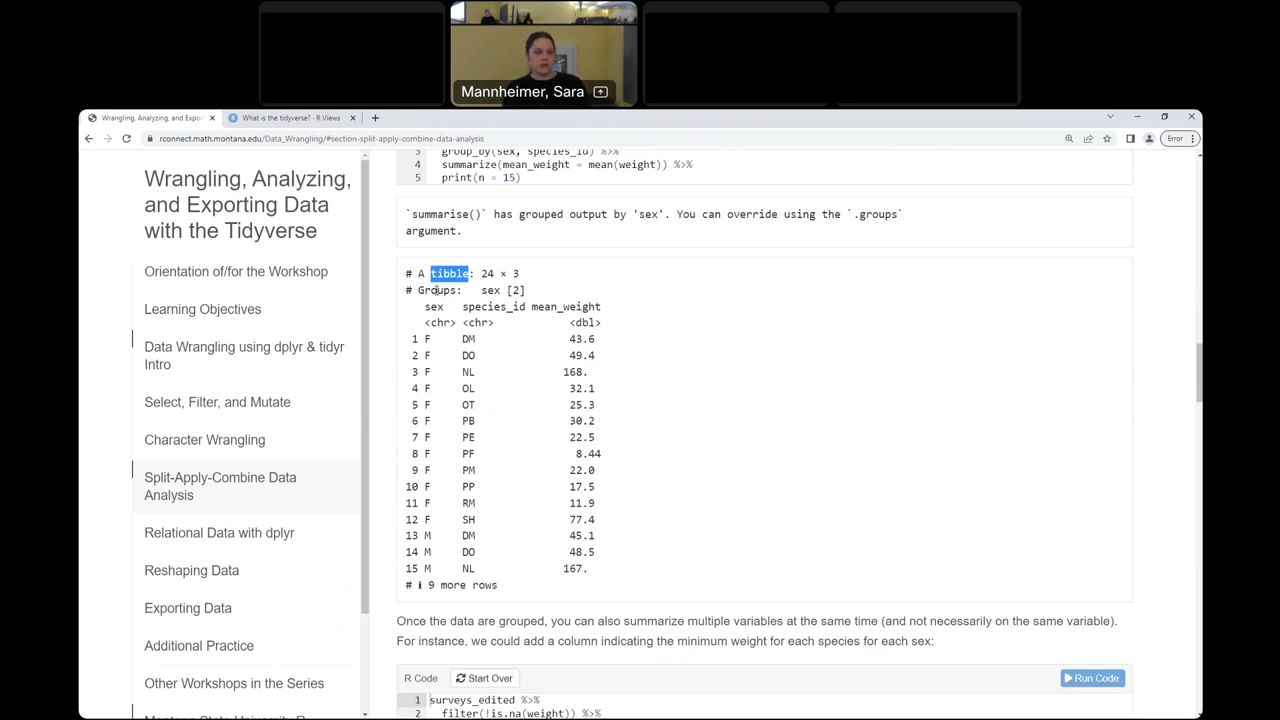 Mannheimer, Sara
Wrangling, Analyzing, and Expor
What is the tidyverse? - R Views
rconnect.math.montana.edu/Data_Wrangling/#section-split-apply-combine-data-analysis
Error
Wrangling, Analyzing,
and Exporting Data
with the Tidyverse
Orientation of/for the Workshop
Learning Objectives
Data Wrangling using dplyr & tidyr
Intro
Select, Filter, and Mutate
Character Wrangling
Split-Apply-Combine Data
Analysis
Relational Data with dplyr
Reshaping Data
Exporting Data
Additional Practice
Other Workshops in the Series
Montana State University R
3 group_by(sex, species_id) %>%
4 summarize(mean_weight = mean(weight)) %>%
5 print(n = 15)
`summarise()` has grouped output by 'sex'. You can override using the `.groups`
argument.
# A tibble: 24 × 3
# Groups: sex [2]
sex species_id mean_weight
<chr> <chr> <dbl>
1 F DM 43.6
2 F DO 49.4
3 F NL 168.
4 F OL 32.1
5 F OT 25.3
6 F PB 30.2
7 F PE 22.5
8 F PF 8.44
9 F PM 22.0
10 F PP 17.5
11 F RM 11.9
12 F SH 77.4
13 M DM 45.1
14 M DO 48.5
15 M NL 167.
# ℹ 9 more rows
Once the data are grouped, you can also summarize multiple variables at the same time (and not necessarily on the same variable).
For instance, we could add a column indicating the minimum weight for each species for each sex:
R Code Start Over Run Code
1 surveys_edited %>%
2 filter(!is.na(weight)) %>%